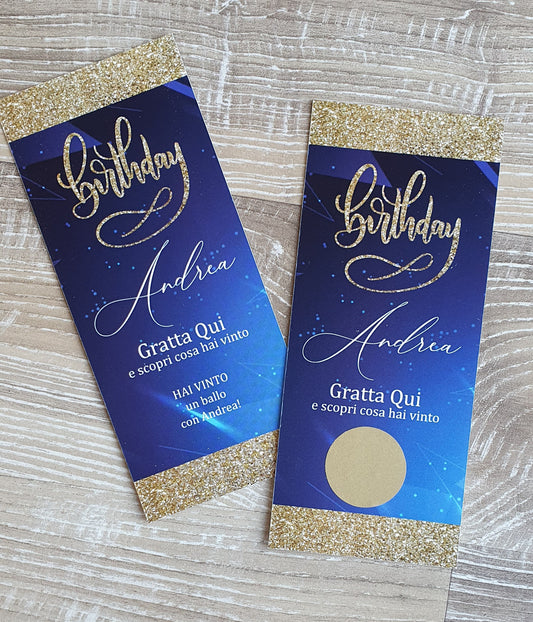 birthday
Andrea
Gratta Qui
e scopri cosa hai vinto
HAI VINTO
un ballo
con Andrea!
birthday
Andrea
Gratta Qui
e scopri cosa hai vinto